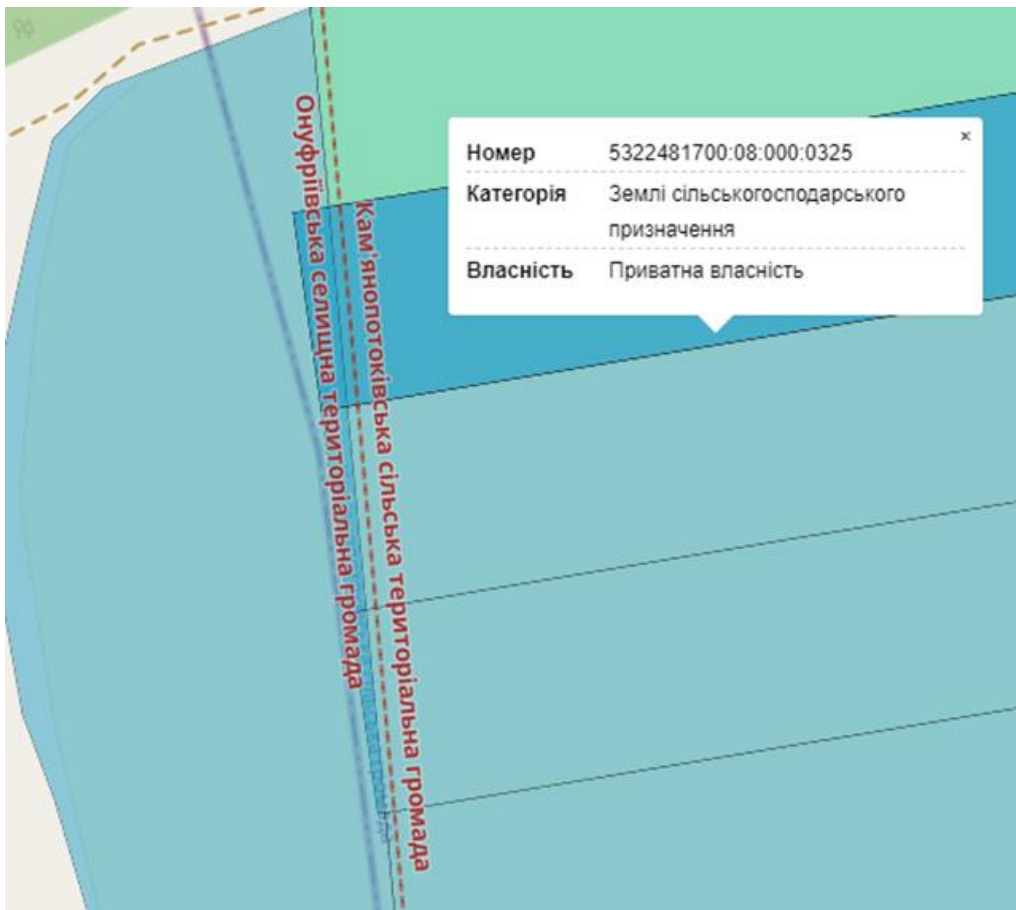 Онуфріївська селищна територіальна громада
Кам'янопотоківська сільська територіальна громада
×
Номер 5322481700:08:000:0325
Категорія Землі сільськогосподарського
призначення
Власність Приватна власність